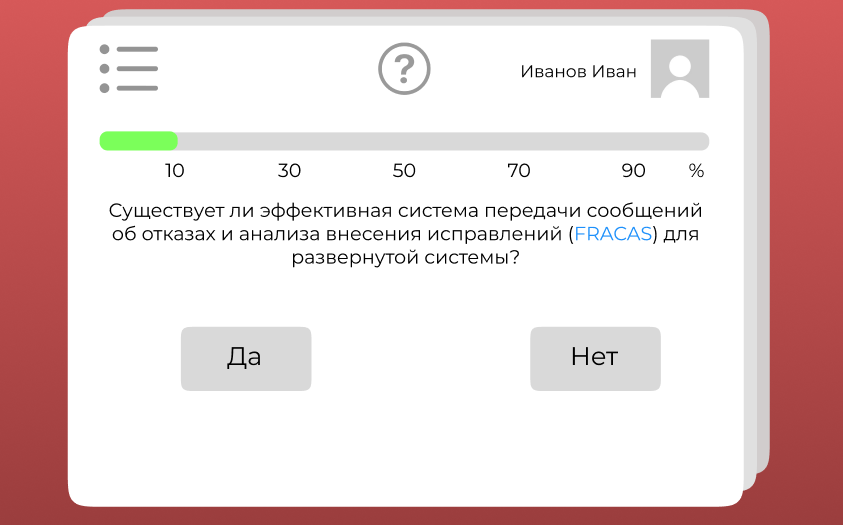 ?
Иванов Иван
10 30 50 70 90 %
Существует ли эффективная система передачи сообщений
об отказах и анализа внесения исправлений (FRACAS) для
развернутой системы?
Да Нет